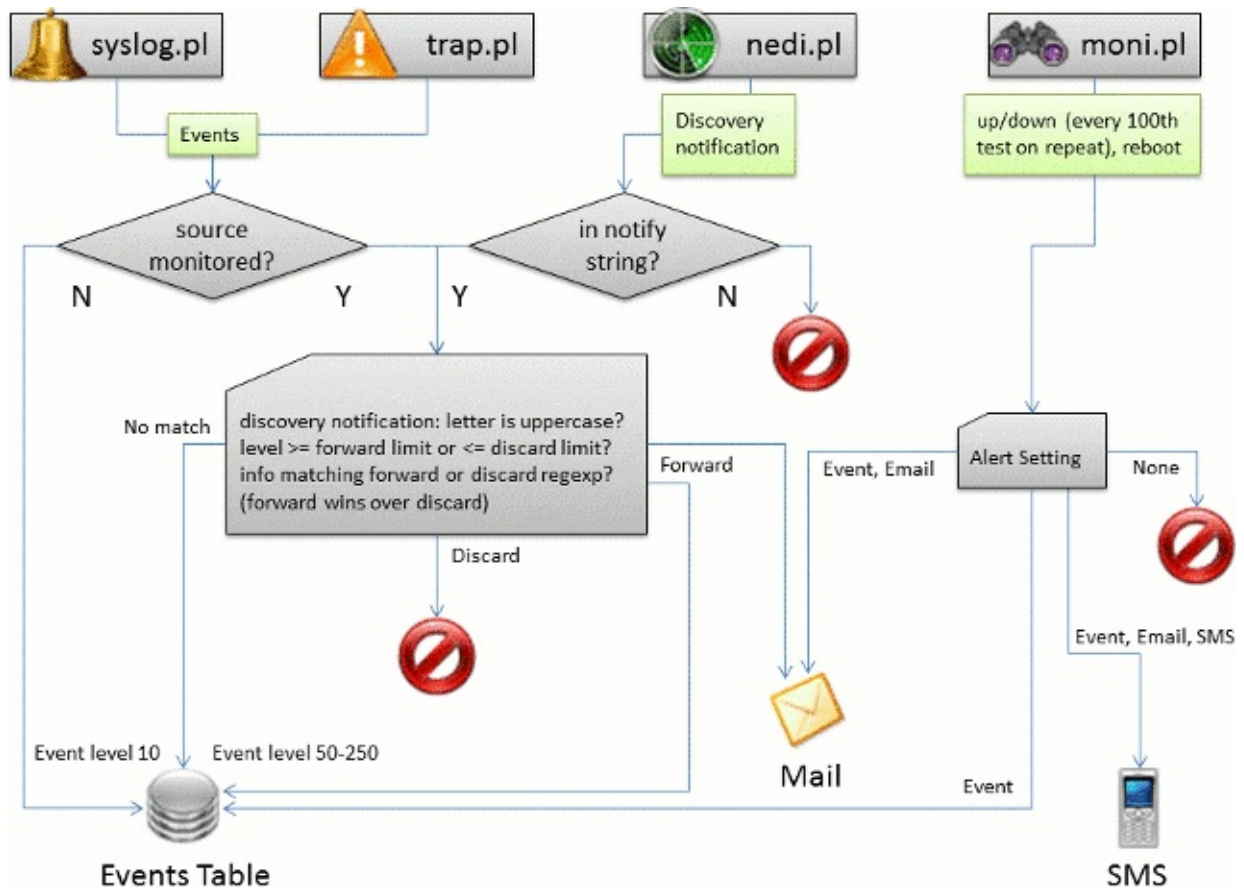 syslog.pl
trap.pl
nedi.pl
moni.pl
Events
Discovery
notification
up/down (every 100th
test on repeat), reboot
source
monitored?
in notify
string?
N
Y
Y
N
discovery notification: letter is uppercase?
level >= forward limit or <= discard limit?
info matching forward or discard regexp?
(forward wins over discard)
No match
Forward
Discard
Alert Setting
Event, Email
None
Event, Email, SMS
Event level 10
Event level 50-250
Event
Mail
Events Table
SMS